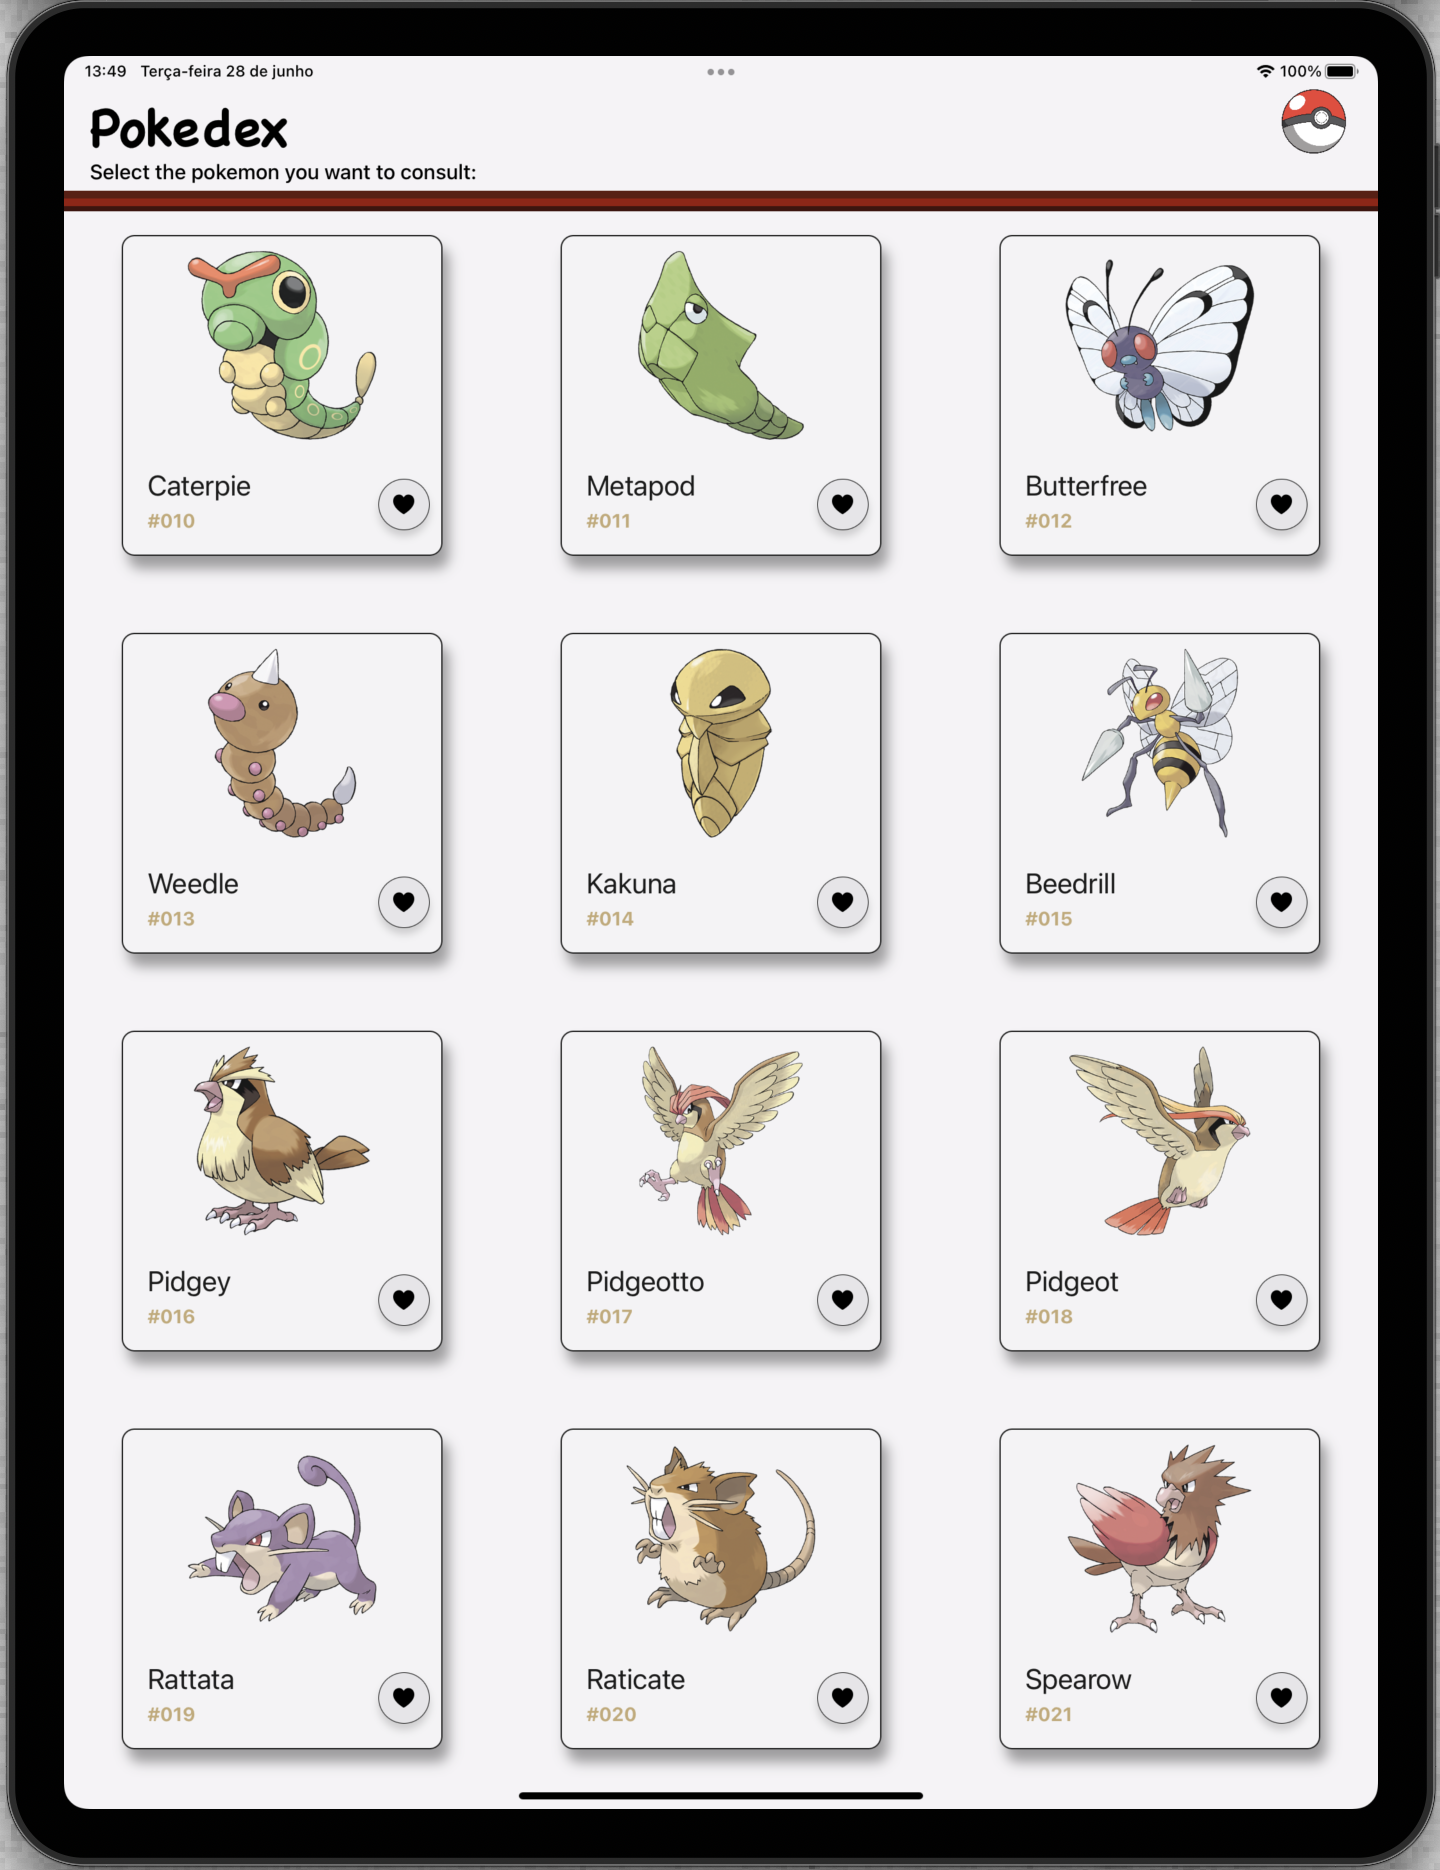 13:49 Terça-feira 28 de junho 100%
Pokedex
Select the pokemon you want to consult:
Caterpie
#010
Metapod
#011
Butterfree
#012
Weedle
#013
Kakuna
#014
Beedrill
#015
Pidgey
#016
Pidgeotto
#017
Pidgeot
#018
Rattata
#019
Raticate
#020
Spearow
#021